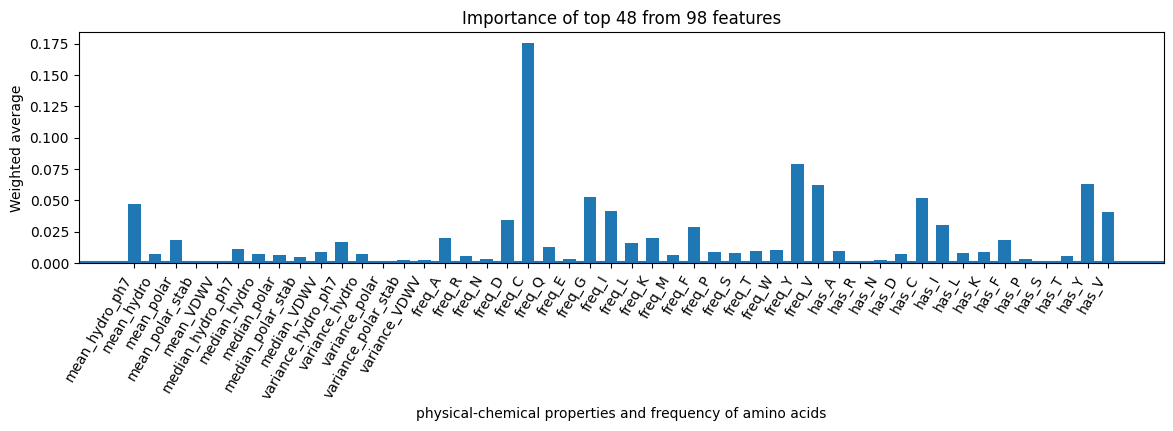 Importance of top 48 from 98 features
Weighted average
0.175
0.150
0.125
0.100
0.075
0.050
0.025
0.000
mean_hydro_ph7
mean_hydro
mean_polar
mean_polar_stab
mean_VDWV
median_hydro_ph7
median_hydro
median_polar
median_polar_stab
median_VDWV
variance_hydro_ph7
variance_hydro
variance_polar
variance_polar_stab
variance_VDWV
freq_A
freq_R
freq_N
freq_D
freq_C
freq_Q
freq_E
freq_G
freq_I
freq_L
freq_K
freq_M
freq_F
freq_P
freq_S
freq_T
freq_W
freq_Y
freq_V
has_A
has_R
has_N
has_D
has_C
has_I
has_L
has_K
has_F
has_P
has_S
has_T
has_Y
has_V
physical-chemical properties and frequency of amino acids